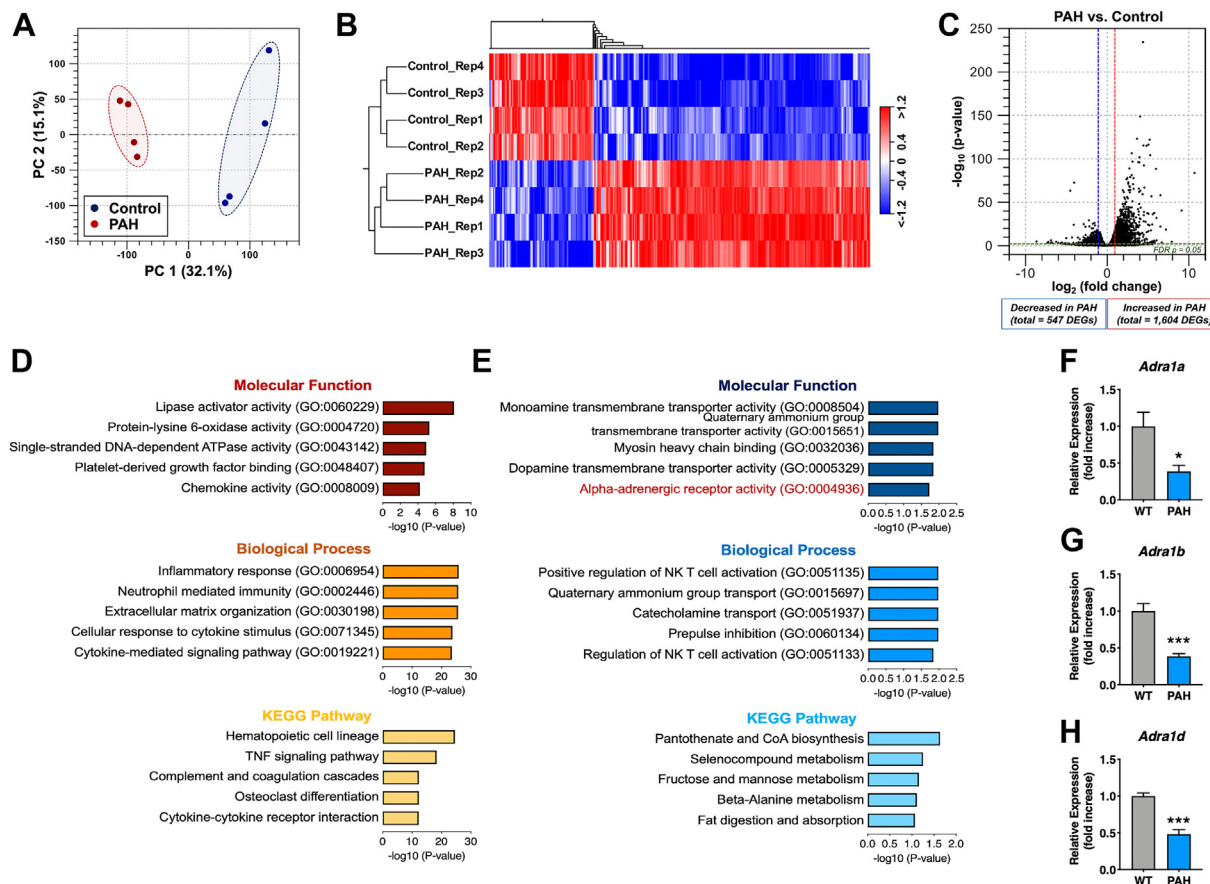 A
PC 2 (15.1%)
100
50
0
-50
-100
-150
Control
PAH
-100
0
100
PC 1 (32.1%)
B
Control_Rep4
Control_Rep3
Control_Rep1
Control_Rep2
PAH_Rep2
PAH_Rep4
PAH_Rep1
PAH_Rep3
>1.2
0.4
0
-0.4
<-1.2
C
PAH vs. Control
-log10 (p-value)
250
200
150
100
50
0
FDR p = 0.05
-10
0
10
log2 (fold change)
Decreased in PAH
(total = 547 DEGs)
Increased in PAH
(total = 1,604 DEGs)
D
Molecular Function
Lipase activator activity (GO:0060229)
Protein-lysine 6-oxidase activity (GO:0004720)
Single-stranded DNA-dependent ATPase activity (GO:0043142)
Platelet-derived growth factor binding (GO:0048407)
Chemokine activity (GO:0008009)
0 2 4 6 8 10
-log10 (P-value)
Biological Process
Inflammatory response (GO:0006954)
Neutrophil mediated immunity (GO:0002446)
Extracellular matrix organization (GO:0030198)
Cellular response to cytokine stimulus (GO:0071345)
Cytokine-mediated signaling pathway (GO:0019221)
0 10 20 30
-log10 (P-value)
KEGG Pathway
Hematopoietic cell lineage
TNF signaling pathway
Complement and coagulation cascades
Osteoclast differentiation
Cytokine-cytokine receptor interaction
0 10 20 30
-log10 (P-value)
E
Molecular Function
Monoamine transmembrane transporter activity (GO:0008504)
Quaternary ammonium group
transmembrane transporter activity (GO:0015651)
Myosin heavy chain binding (GO:0032036)
Dopamine transmembrane transporter activity (GO:0005329)
Alpha-adrenergic receptor activity (GO:0004936)
0.0 0.5 1.0 1.5 2.0 2.5
-log10 (P-value)
Biological Process
Positive regulation of NK T cell activation (GO:0051135)
Quaternary ammonium group transport (GO:0015697)
Catecholamine transport (GO:0051937)
Prepulse inhibition (GO:0060134)
Regulation of NK T cell activation (GO:0051133)
0.0 0.5 1.0 1.5 2.0 2.5
-log10 (P-value)
KEGG Pathway
Pantothenate and CoA biosynthesis
Selenocompound metabolism
Fructose and mannose metabolism
Beta-Alanine metabolism
Fat digestion and absorption
0.0 0.5 1.0 1.5 2.0
-log10 (P-value)
F
Adra1a
Relative Expression
(fold increase)
1.5
1.0
0.5
0.0
*
WT PAH
G
Adra1b
Relative Expression
(fold increase)
1.5
1.0
0.5
0.0
***
WT PAH
H
Adra1d
Relative Expression
(fold increase)
1.5
1.0
0.5
0.0
***
WT PAH